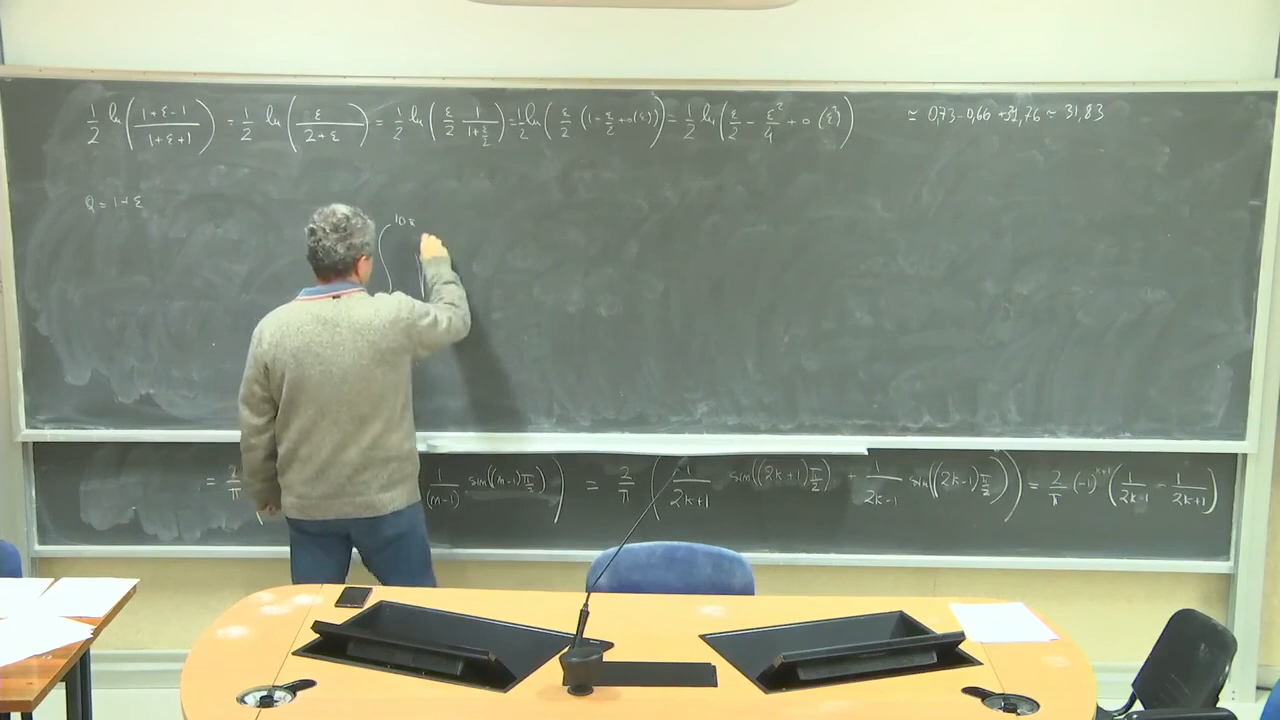 1/2 ln((1+ε-1)/(1+ε+1)) = 1/2 ln(ε/(2+ε)) = 1/2 ln(ε/2 1/(1+ε/2)) = 1/2 ln(ε/2 (1-ε/2+o(ε))) = 1/2 ln(ε/2 - ε²/4 + o(ε²)) ≃ 0,73-0,66+31,76 ≃ 31,83
Q = 1+ε
∫ 10π
= 2/π 1/(m-1) sin((m-1)π/2)) = 2/π (1/(2k+1) sin((2k+1)π/2) + 1/(2k-1) sin((2k-1)π/2)) = 2/π (-1)^(k+1) (1/(2k-1) - 1/(2k+1))